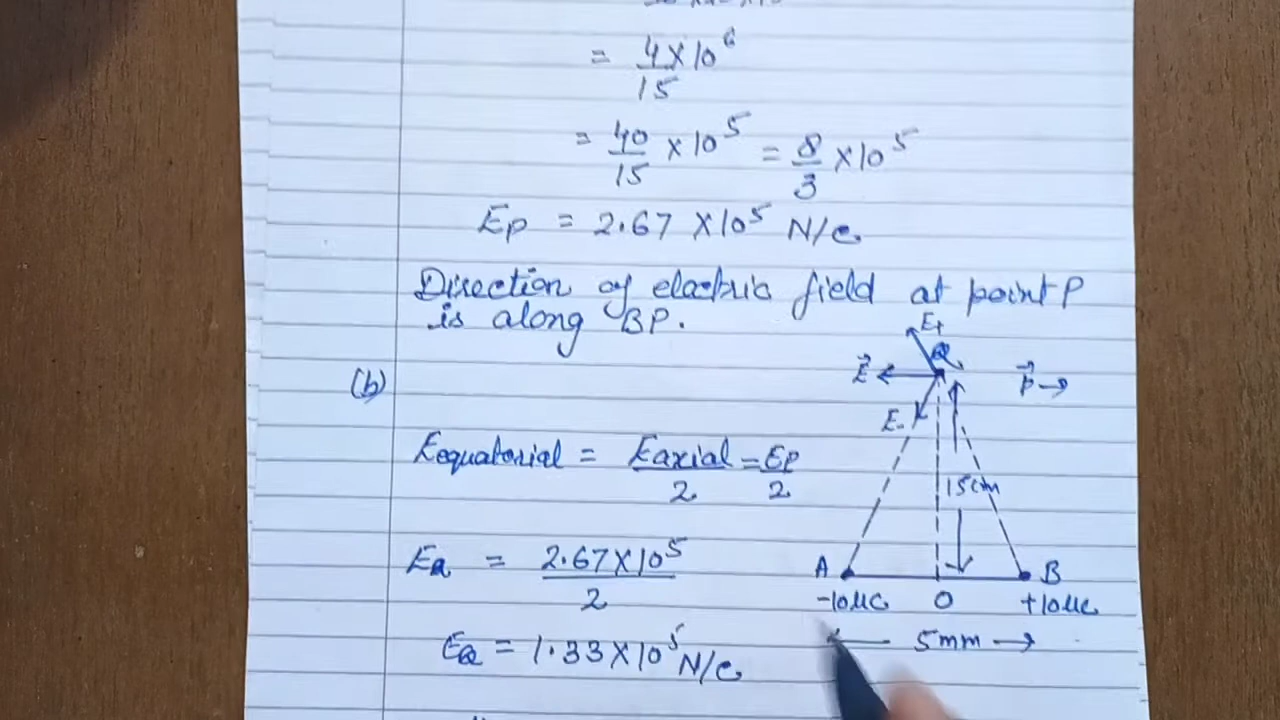 = 4×10⁶
15
= 40 ×10⁵ = 8 ×10⁵
15 3
Ep = 2.67 ×10⁵ N/C
Direction of electric field at point P
is along BP.
E+
Q
E⃗ ← p⃗→
(b)
E-
Eequatorial = Eaxial = Ep
2 2
15cm
EQ = 2.67×10⁵
2
A B
-10μC O +10μC
EQ = 1.33×10⁵ N/C
← 5mm →